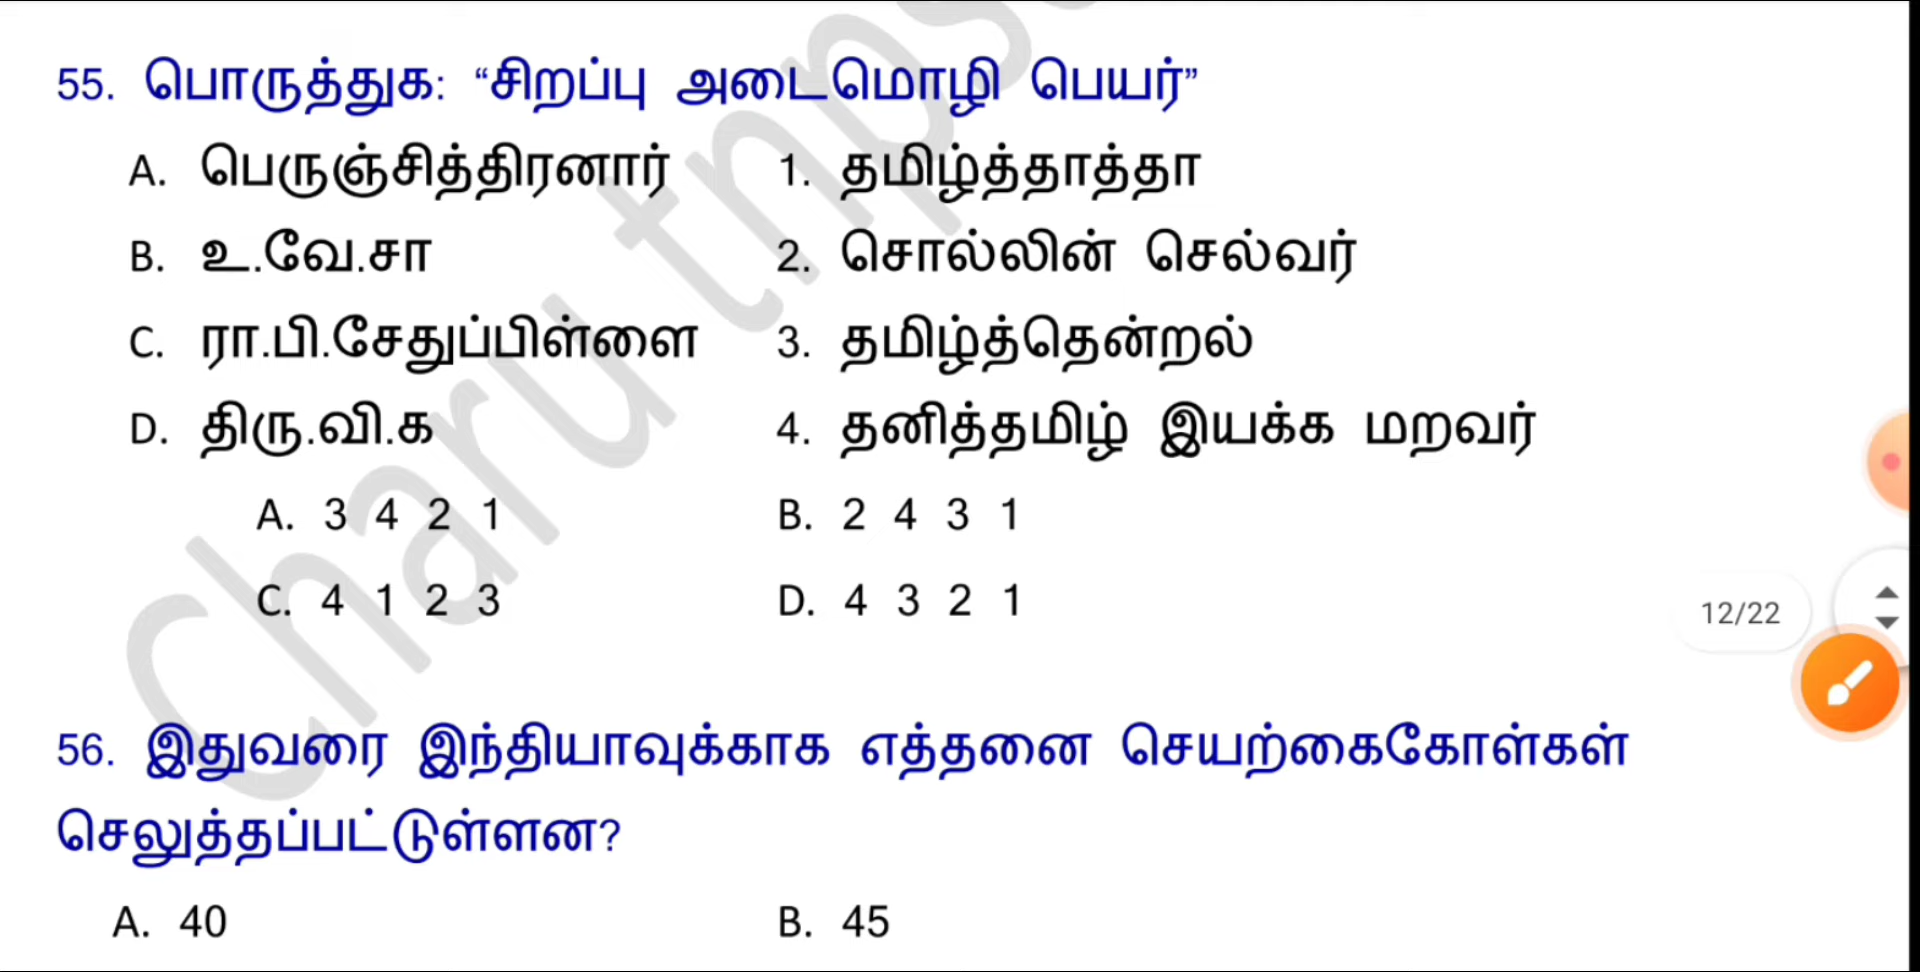 55. பொருத்துக: “சிறப்பு அடைமொழி பெயர்”
A. பெருஞ்சித்திரனார் 1. தமிழ்த்தாத்தா
B. உ.வே.சா 2. சொல்லின் செல்வர்
C. ரா.பி.சேதுப்பிள்ளை 3. தமிழ்த்தென்றல்
D. திரு.வி.க 4. தனித்தமிழ் இயக்க மறவர்
A. 3 4 2 1 B. 2 4 3 1
C. 4 1 2 3 D. 4 3 2 1
12/22
56. இதுவரை இந்தியாவுக்காக எத்தனை செயற்கைகோள்கள்
செலுத்தப்பட்டுள்ளன?
A. 40 B. 45
Charu tnps